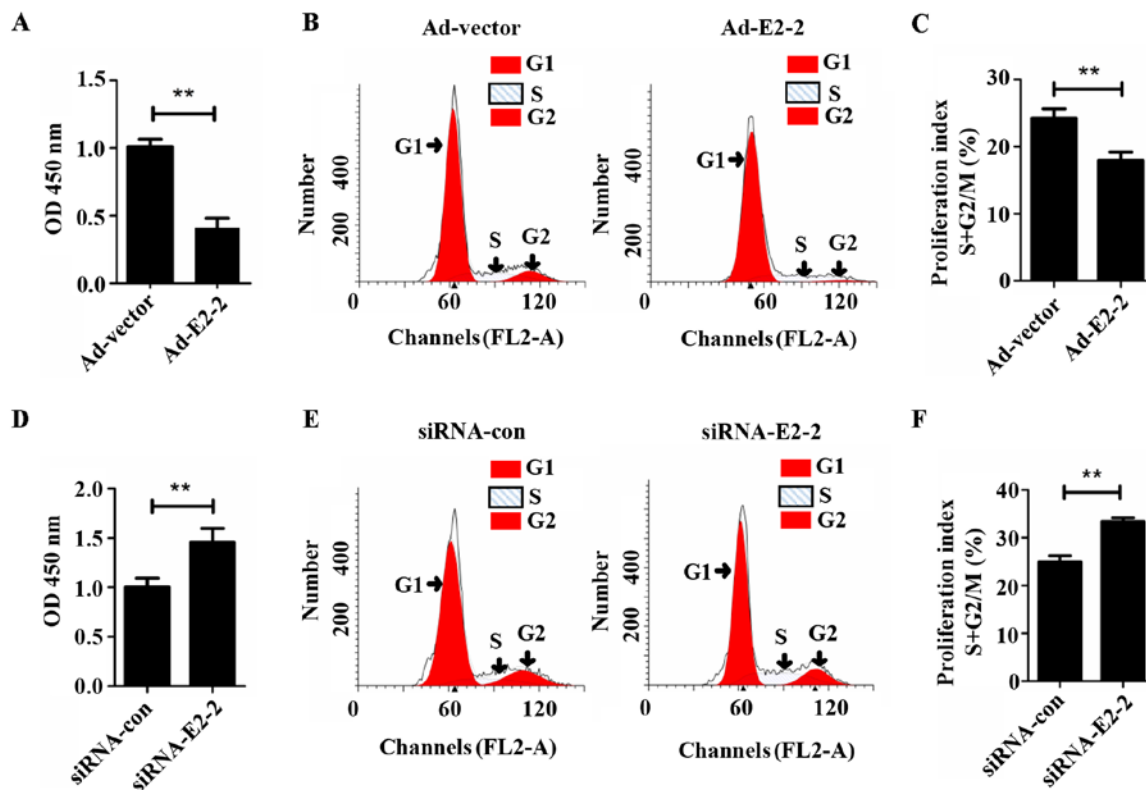 A
OD 450 nm
1.5
1.0
0.5
0.0
**
Ad-vector
Ad-E2-2
B
Ad-vector
G1
S
G2
G1
S
G2
Number
400
200
0
60
120
Channels (FL2-A)
Ad-E2-2
G1
S
G2
G1
S
G2
Number
400
200
0
60
120
Channels (FL2-A)
C
Proliferation index
S+G2/M (%)
30
20
10
0
**
Ad-vector
Ad-E2-2
D
OD 450 nm
2.0
1.5
1.0
0.5
0.0
**
siRNA-con
siRNA-E2-2
E
siRNA-con
G1
S
G2
G1
S
G2
Number
400
200
0
60
120
Channels (FL2-A)
siRNA-E2-2
G1
S
G2
G1
S
G2
Number
400
200
0
60
120
Channels (FL2-A)
F
Proliferation index
S+G2/M (%)
40
30
20
10
0
**
siRNA-con
siRNA-E2-2